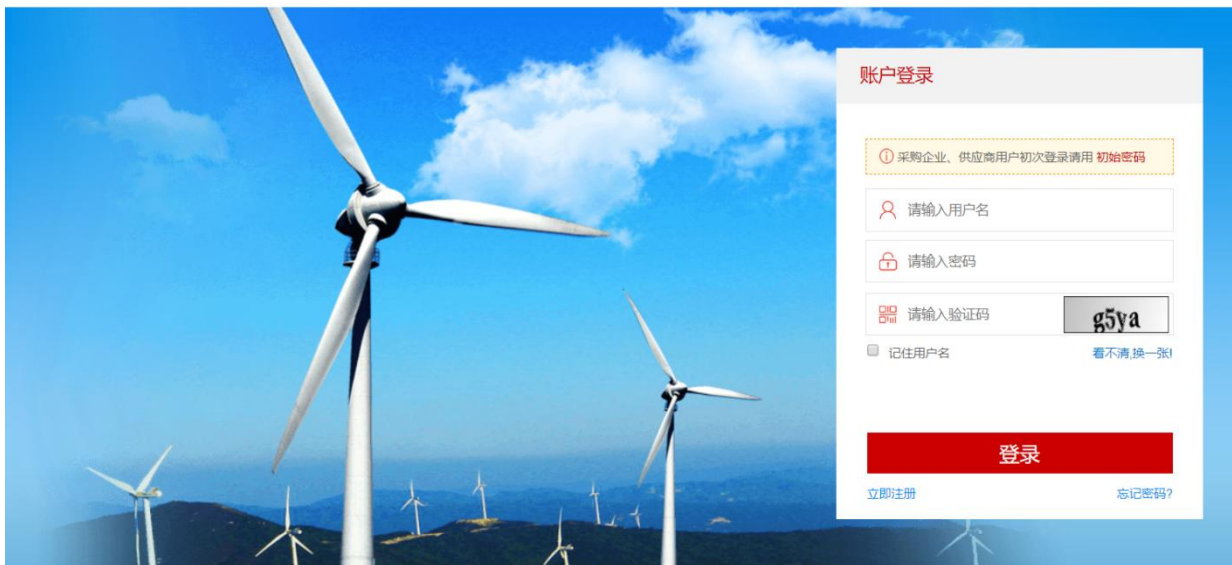 账户登录
采购企业、供应商用户初次登录请用 初始密码
请输入用户名
请输入密码
请输入验证码
g5ya
记住用户名 看不清,换一张!
登录
立即注册 忘记密码?